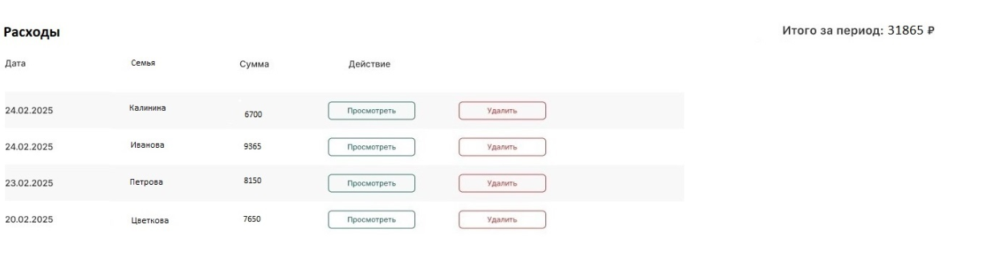 Расходы Итого за период: 31865 ₽
Дата Семья Сумма Действие
24.02.2025 Калинина 6700 Просмотреть Удалить
24.02.2025 Иванова 9365 Просмотреть Удалить
23.02.2025 Петрова 8150 Просмотреть Удалить
20.02.2025 Цветкова 7650 Просмотреть Удалить